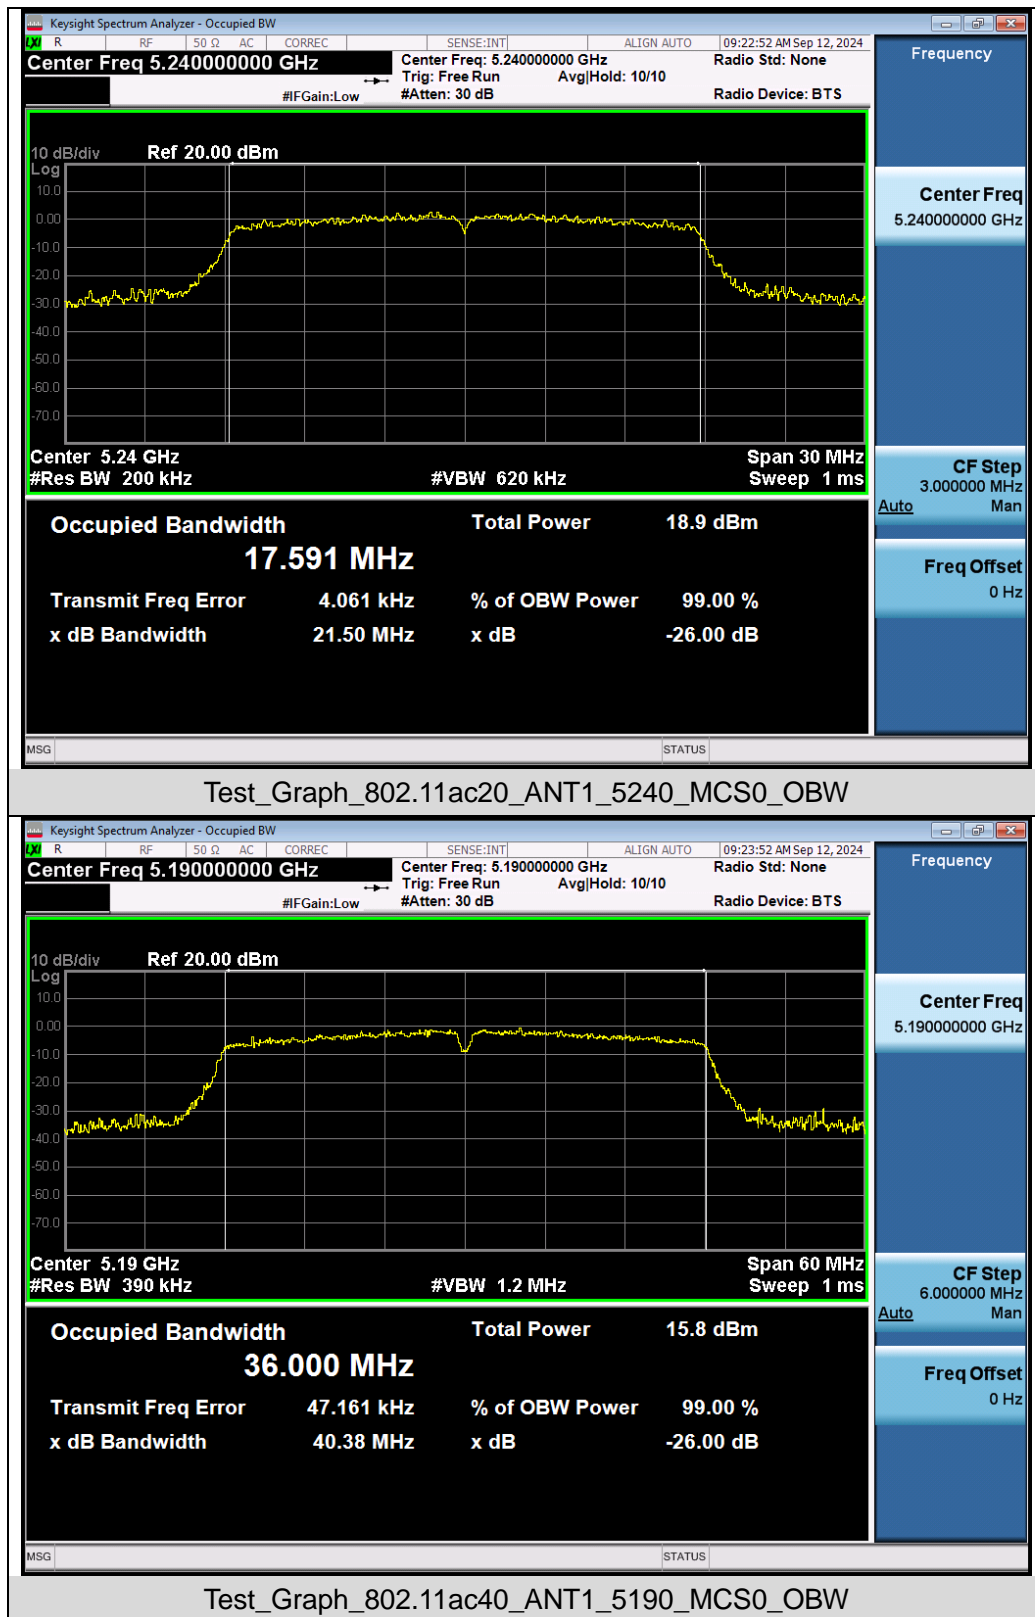 Keysight Spectrum Analyzer - Occupied BW
LXI R RF 50 Ω AC CORREC SENSE:INT ALIGN AUTO 09:22:52 AM Sep 12, 2024
Center Freq 5.240000000 GHz
Center Freq: 5.240000000 GHz
Radio Std: None
Trig: Free Run
Avg|Hold: 10/10
#IFGain:Low
#Atten: 30 dB
Radio Device: BTS
10 dB/div
Ref 20.00 dBm
Log
10.0
0.00
-10.0
-20.0
-30.0
-40.0
-50.0
-60.0
-70.0
Center 5.24 GHz
Span 30 MHz
#Res BW 200 kHz
#VBW 620 kHz
Sweep 1 ms
Occupied Bandwidth
Total Power
18.9 dBm
17.591 MHz
Transmit Freq Error
4.061 kHz
% of OBW Power
99.00 %
x dB Bandwidth
21.50 MHz
x dB
-26.00 dB
MSG
STATUS
Frequency
Center Freq
5.240000000 GHz
CF Step
3.000000 MHz
Auto
Man
Freq Offset
0 Hz
Test_Graph_802.11ac20_ANT1_5240_MCS0_OBW
Keysight Spectrum Analyzer - Occupied BW
LXI R RF 50 Ω AC CORREC SENSE:INT ALIGN AUTO 09:23:52 AM Sep 12, 2024
Center Freq 5.190000000 GHz
Center Freq: 5.190000000 GHz
Radio Std: None
Trig: Free Run
Avg|Hold: 10/10
#IFGain:Low
#Atten: 30 dB
Radio Device: BTS
10 dB/div
Ref 20.00 dBm
Log
10.0
0.00
-10.0
-20.0
-30.0
-40.0
-50.0
-60.0
-70.0
Center 5.19 GHz
Span 60 MHz
#Res BW 390 kHz
#VBW 1.2 MHz
Sweep 1 ms
Occupied Bandwidth
Total Power
15.8 dBm
36.000 MHz
Transmit Freq Error
47.161 kHz
% of OBW Power
99.00 %
x dB Bandwidth
40.38 MHz
x dB
-26.00 dB
MSG
STATUS
Frequency
Center Freq
5.190000000 GHz
CF Step
6.000000 MHz
Auto
Man
Freq Offset
0 Hz
Test_Graph_802.11ac40_ANT1_5190_MCS0_OBW